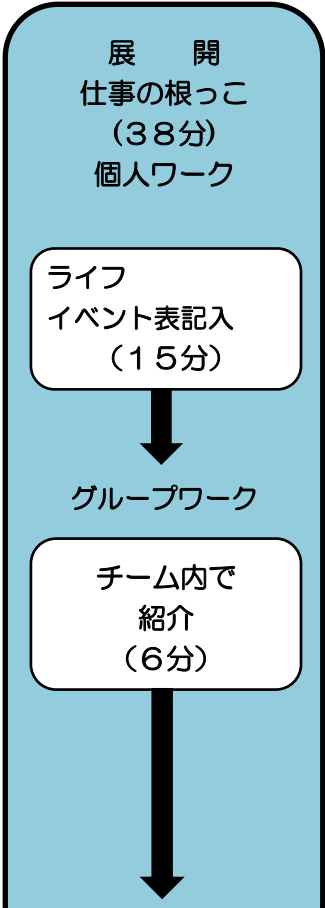 展　　開
仕事の根っこ
（３８分）
個人ワーク
ライフ
イベント表記入
（１５分）
グループワーク
チーム内で
紹介
（６分）